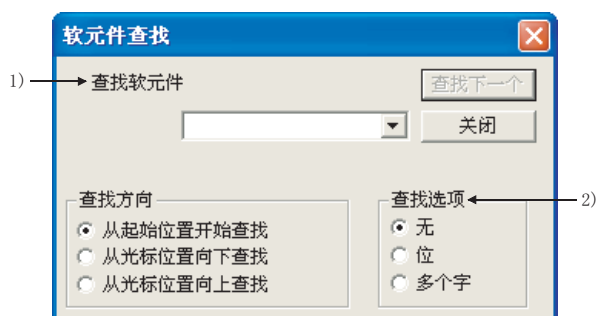 软元件查找
1) 查找软元件
查找下一个
关闭
查找方向
从起始位置开始查找
从光标位置向下查找
从光标位置向上查找
查找选项 2)
无
位
多个字